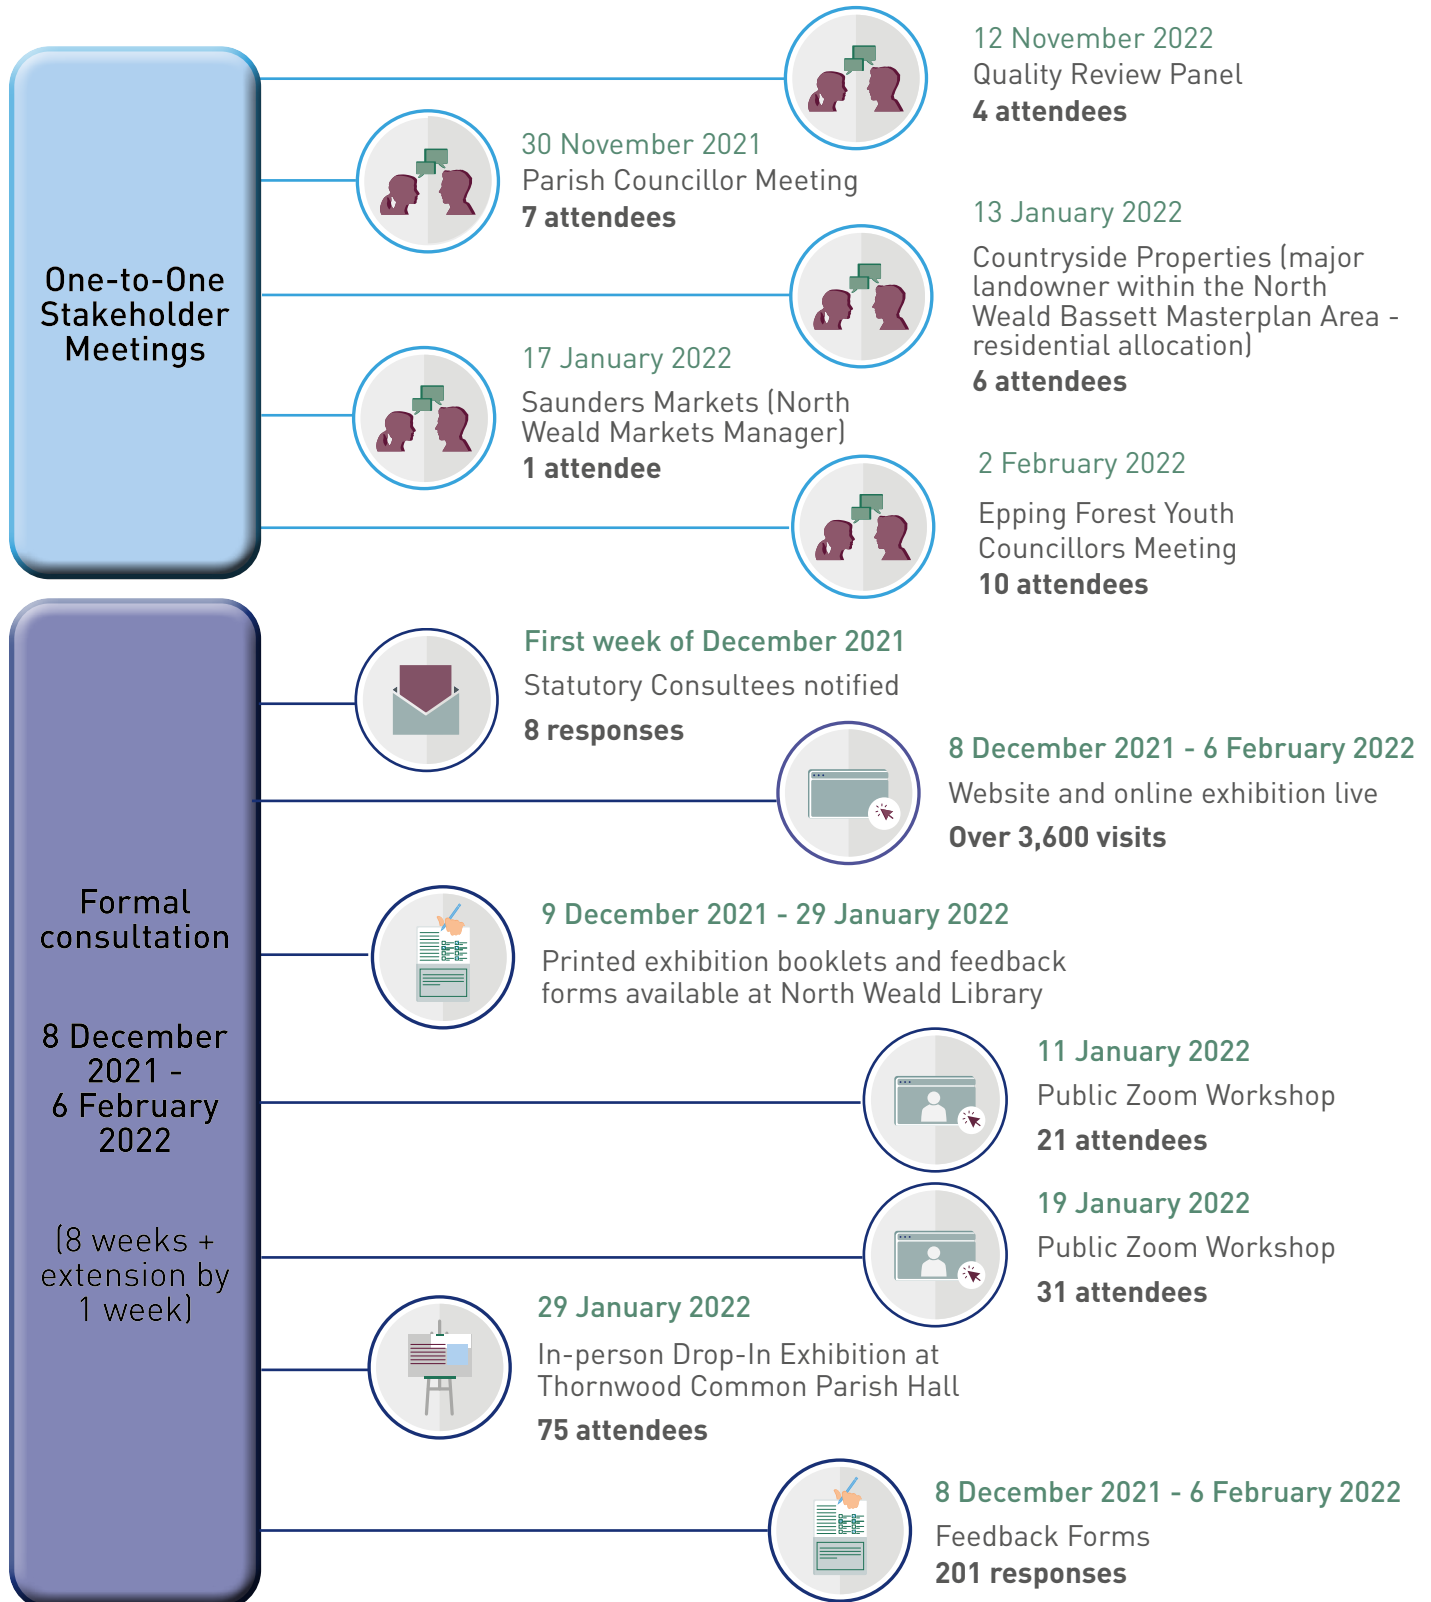 One-to-One
Stakeholder
Meetings
12 November 2022
Quality Review Panel
4 attendees
30 November 2021
Parish Councillor Meeting
7 attendees
13 January 2022
Countryside Properties (major
landowner within the North
Weald Bassett Masterplan Area -
residential allocation)
6 attendees
17 January 2022
Saunders Markets (North
Weald Markets Manager)
1 attendee
2 February 2022
Epping Forest Youth
Councillors Meeting
10 attendees
Formal
consultation
8 December
2021 -
6 February
2022
(8 weeks +
extension by
1 week)
First week of December 2021
Statutory Consultees notified
8 responses
8 December 2021 - 6 February 2022
Website and online exhibition live
Over 3,600 visits
9 December 2021 - 29 January 2022
Printed exhibition booklets and feedback
forms available at North Weald Library
11 January 2022
Public Zoom Workshop
21 attendees
19 January 2022
Public Zoom Workshop
31 attendees
29 January 2022
In-person Drop-In Exhibition at
Thornwood Common Parish Hall
75 attendees
8 December 2021 - 6 February 2022
Feedback Forms
201 responses